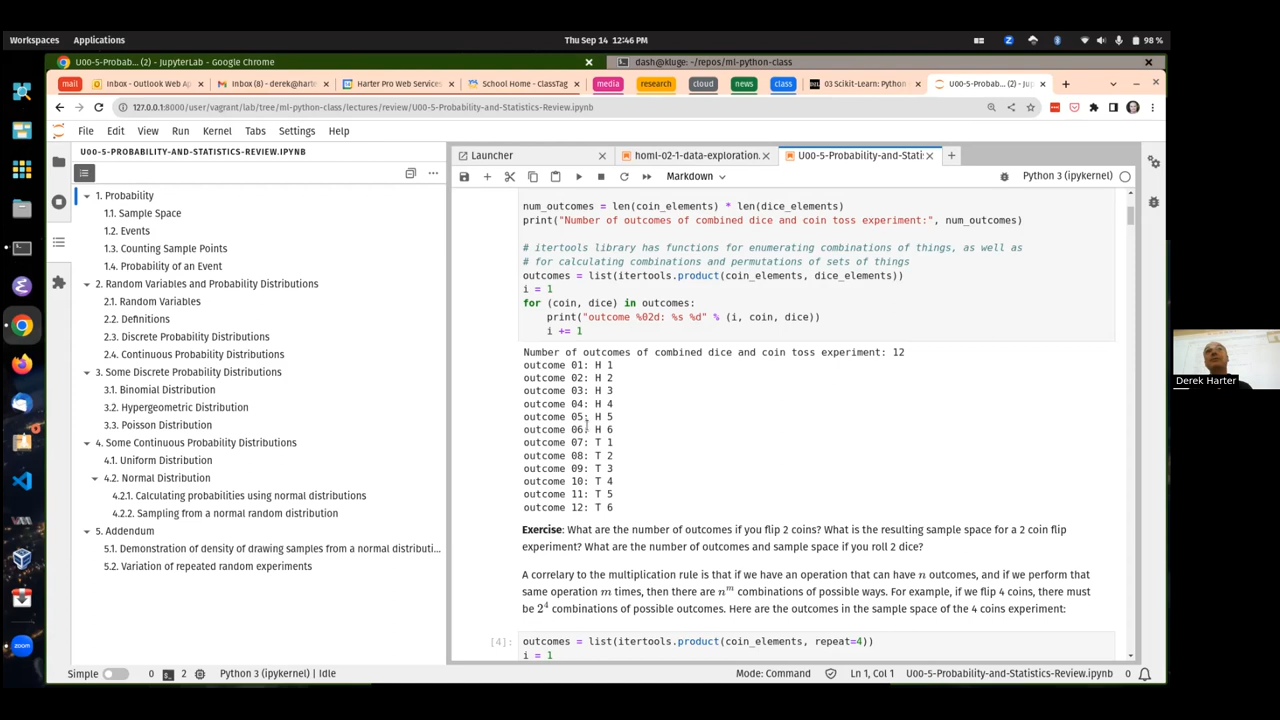 Workspaces Applications Thu Sep 14 12:46 PM 98 %
U00-5-Probab... (2) - JupyterLab - Google Chrome dash@kluge: ~/repos/ml-python-class
mail Inbox - Outlook Web Ap Inbox (8) - derek@harte Harter Pro Web Services School Home - ClassTag media research cloud news class 03 Scikit-Learn: Python U00-5-Probab... (2) - Jup
127.0.0.1:8000/user/vagrant/lab/tree/ml-python-class/lectures/review/U00-5-Probability-and-Statistics-Review.ipynb
File Edit View Run Kernel Tabs Settings Help
U00-5-PROBABILITY-AND-STATISTICS-REVIEW.IPYNB
1. Probability
1.1. Sample Space
1.2. Events
1.3. Counting Sample Points
1.4. Probability of an Event
2. Random Variables and Probability Distributions
2.1. Random Variables
2.2. Definitions
2.3. Discrete Probability Distributions
2.4. Continuous Probability Distributions
3. Some Discrete Probability Distributions
3.1. Binomial Distribution
3.2. Hypergeometric Distribution
3.3. Poisson Distribution
4. Some Continuous Probability Distributions
4.1. Uniform Distribution
4.2. Normal Distribution
4.2.1. Calculating probabilities using normal distributions
4.2.2. Sampling from a normal random distribution
5. Addendum
5.1. Demonstration of density of drawing samples from a normal distributi...
5.2. Variation of repeated random experiments
Launcher homl-02-1-data-exploration. U00-5-Probability-and-Stati:
Markdown Python 3 (ipykernel)
num_outcomes = len(coin_elements) * len(dice_elements)
print("Number of outcomes of combined dice and coin toss experiment:", num_outcomes)
# itertools library has functions for enumerating combinations of things, as well as
# for calculating combinations and permutations of sets of things
outcomes = list(itertools.product(coin_elements, dice_elements))
i = 1
for (coin, dice) in outcomes:
print("outcome %02d: %s %d" % (i, coin, dice))
i += 1
Number of outcomes of combined dice and coin toss experiment: 12
outcome 01: H 1
outcome 02: H 2
outcome 03: H 3
outcome 04: H 4
outcome 05: H 5
outcome 06: H 6
outcome 07: T 1
outcome 08: T 2
outcome 09: T 3
outcome 10: T 4
outcome 11: T 5
outcome 12: T 6
Exercise: What are the number of outcomes if you flip 2 coins? What is the resulting sample space for a 2 coin flip
experiment? What are the number of outcomes and sample space if you roll 2 dice?
A correlary to the multiplication rule is that if we have an operation that can have n outcomes, and if we perform that
same operation m times, then there are n^m combinations of possible ways. For example, if we flip 4 coins, there must
be 2^4 combinations of possible outcomes. Here are the outcomes in the sample space of the 4 coins experiment:
[4]: outcomes = list(itertools.product(coin_elements, repeat=4))
i = 1
Simple 0 2 Python 3 (ipykernel) | Idle Mode: Command Ln 1, Col 1 U00-5-Probability-and-Statistics-Review.ipynb 0
Derek Harter
zoom